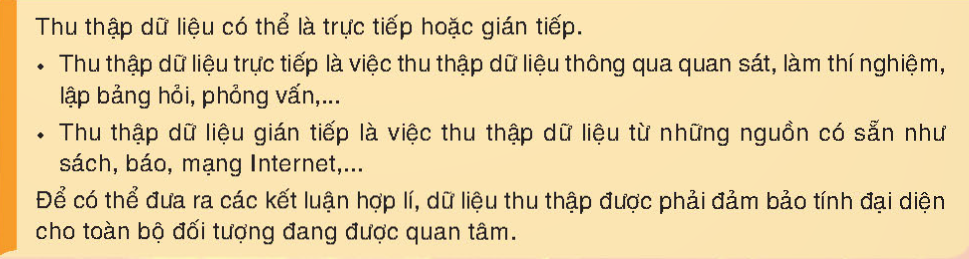 Thu thập dữ liệu có thể là trực tiếp hoặc gián tiếp.
• Thu thập dữ liệu trực tiếp là việc thu thập dữ liệu thông qua quan sát, làm thí nghiệm,
lập bảng hỏi, phỏng vấn,...
• Thu thập dữ liệu gián tiếp là việc thu thập dữ liệu từ những nguồn có sẵn như
sách, báo, mạng Internet,...
Để có thể đưa ra các kết luận hợp lí, dữ liệu thu thập được phải đảm bảo tính đại diện
cho toàn bộ đối tượng đang được quan tâm.